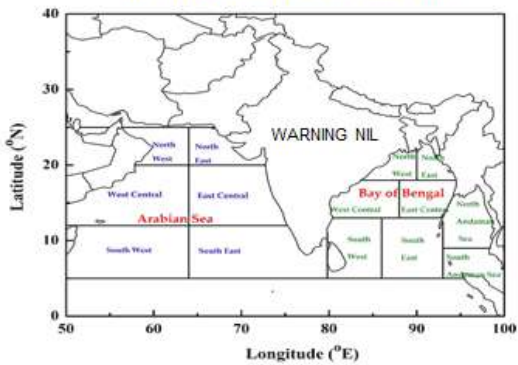 40
30
20
10
0
Latitude (°N)
WARNING NIL
North
West
North
East
West Central
East Central
Arabian Sea
South West
South East
North
West
North
East
Bay of Bengal
West Central
East Central
North
Andaman
Sea
South
West
South
East
South
Andaman Sea
50
60
70
80
90
100
Longitude (°E)